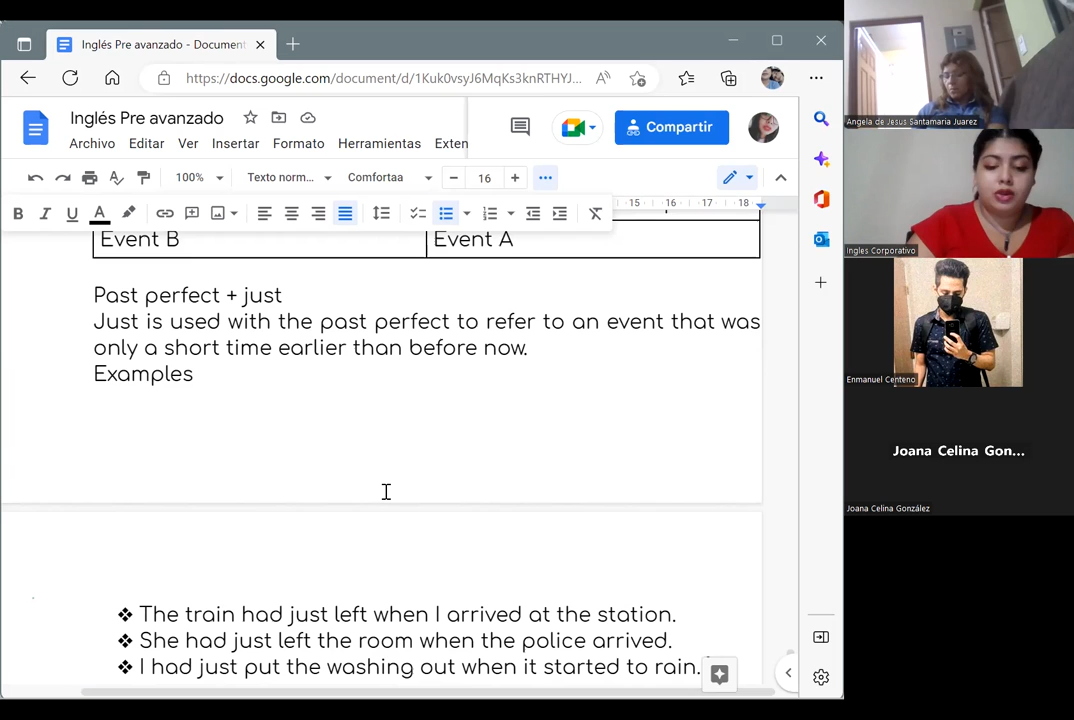 Inglés Pre avanzado - Document
https://docs.google.com/document/d/1Kuk0vsyJ6MqKs3knRTHYJ...
Inglés Pre avanzado
Compartir
Archivo Editar Ver Insertar Formato Herramientas Exten
100% Texto norm... Comfortaa 16
15 16 17 18
Event B Event A
Past perfect + just
Just is used with the past perfect to refer to an event that was
only a short time earlier than before now.
Examples
❖ The train had just left when I arrived at the station.
❖ She had just left the room when the police arrived.
❖ I had just put the washing out when it started to rain.
Angela de Jesus Santamaria Juarez
Ingles Corporativo
Enmanuel Centeno
Joana Celina Gon...
Joana Celina González